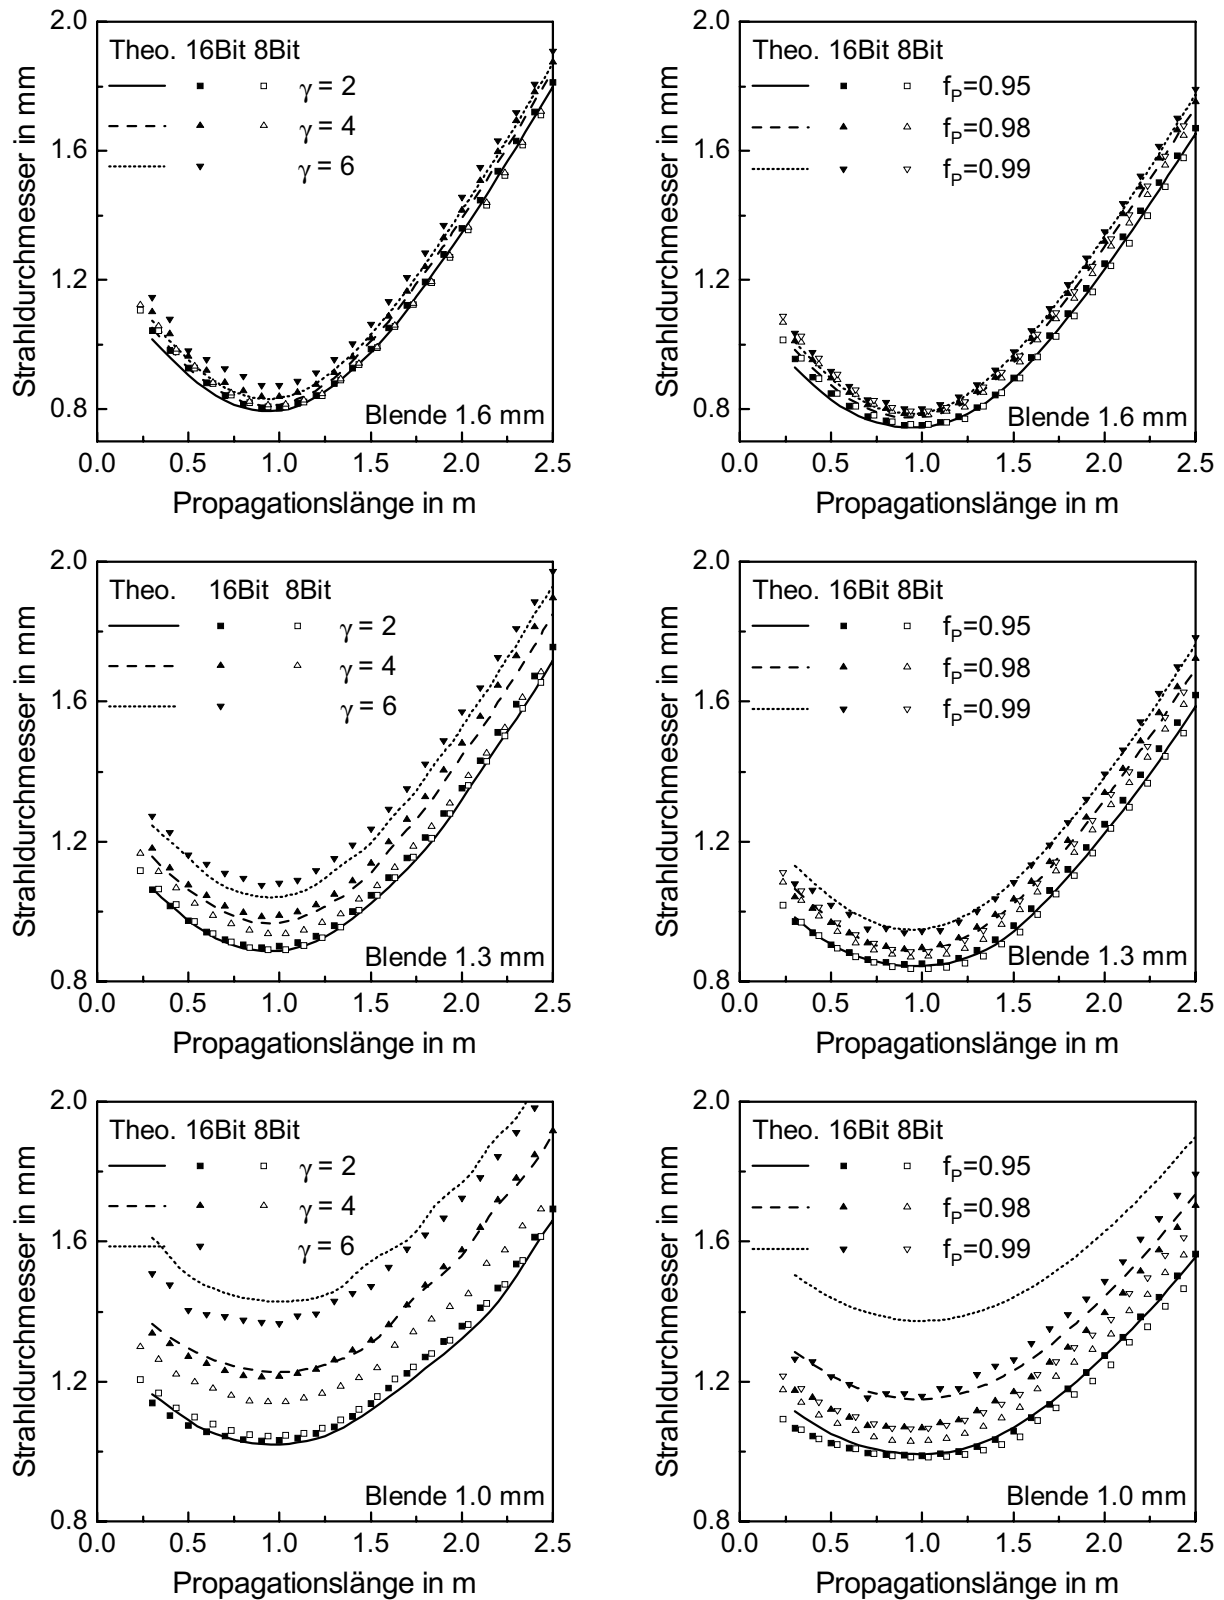 2.0
1.6
1.2
0.8
0.0 0.5 1.0 1.5 2.0 2.5
Strahldurchmesser in mm
Propagationslänge in m
Theo. 16Bit 8Bit
γ = 2
γ = 4
γ = 6
Blende 1.6 mm
2.0
1.6
1.2
0.8
0.0 0.5 1.0 1.5 2.0 2.5
Strahldurchmesser in mm
Propagationslänge in m
Theo. 16Bit 8Bit
fP=0.95
fP=0.98
fP=0.99
Blende 1.6 mm
2.0
1.6
1.2
0.8
0.0 0.5 1.0 1.5 2.0 2.5
Strahldurchmesser in mm
Propagationslänge in m
Theo. 16Bit 8Bit
γ = 2
γ = 4
γ = 6
Blende 1.3 mm
2.0
1.6
1.2
0.8
0.0 0.5 1.0 1.5 2.0 2.5
Strahldurchmesser in mm
Propagationslänge in m
Theo. 16Bit 8Bit
fP=0.95
fP=0.98
fP=0.99
Blende 1.3 mm
2.0
1.6
1.2
0.8
0.0 0.5 1.0 1.5 2.0 2.5
Strahldurchmesser in mm
Propagationslänge in m
Theo. 16Bit 8Bit
γ = 2
γ = 4
γ = 6
Blende 1.0 mm
2.0
1.6
1.2
0.8
0.0 0.5 1.0 1.5 2.0 2.5
Strahldurchmesser in mm
Propagationslänge in m
Theo. 16Bit 8Bit
fP=0.95
fP=0.98
fP=0.99
Blende 1.0 mm